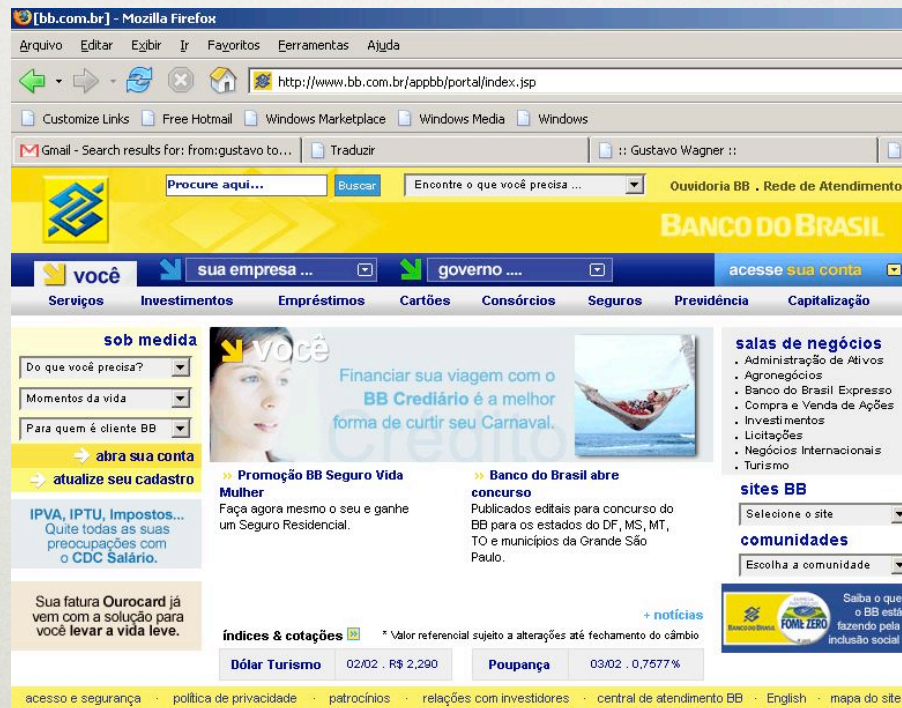 [bb.com.br] - Mozilla Firefox
Arquivo Editar Exibir Ir Favoritos Ferramentas Ajuda
http://www.bb.com.br/appbb/portal/index.jsp
Customize Links Free Hotmail Windows Marketplace Windows Media Windows
Gmail - Search results for: from:gustavo to... Traduzir :: Gustavo Wagner ::
Procure aqui... Buscar Encontre o que você precisa ... Ouvidoria BB . Rede de Atendimento
BANCO DO BRASIL
você sua empresa ... governo .... acesse sua conta
Serviços Investimentos Empréstimos Cartões Consórcios Seguros Previdência Capitalização
sob medida
Do que você precisa?
Momentos da vida
Para quem é cliente BB
abra sua conta
atualize seu cadastro
IPVA, IPTU, Impostos...
Quite todas as suas
preocupações com
o CDC Salário.
Sua fatura Ourocard já
vem com a solução para
você levar a vida leve.
você
Crédito
Financiar sua viagem com o
BB Crediário é a melhor
forma de curtir seu Carnaval.
» Promoção BB Seguro Vida
Mulher
Faça agora mesmo o seu e ganhe
um Seguro Residencial.
» Banco do Brasil abre
concurso
Publicados editais para concurso do
BB para os estados do DF, MS, MT,
TO e municípios da Grande São
Paulo.
+ notícias
índices & cotações » * Valor referencial sujeito a alterações até fechamento do câmbio
Dólar Turismo 02/02 . R$ 2,290 Poupança 03/02 . 0,7577%
salas de negócios
. Administração de Ativos
. Agronegócios
. Banco do Brasil Expresso
. Compra e Venda de Ações
. Investimentos
. Licitações
. Negócios Internacionais
. Turismo
sites BB
Selecione o site
comunidades
Escolha a comunidade
BANCO DO BRASIL
FOME ZERO
Saiba o que
o BB está
fazendo pela
inclusão social
acesso e segurança · política de privacidade · patrocínios · relações com investidores · central de atendimento BB · English · mapa do site